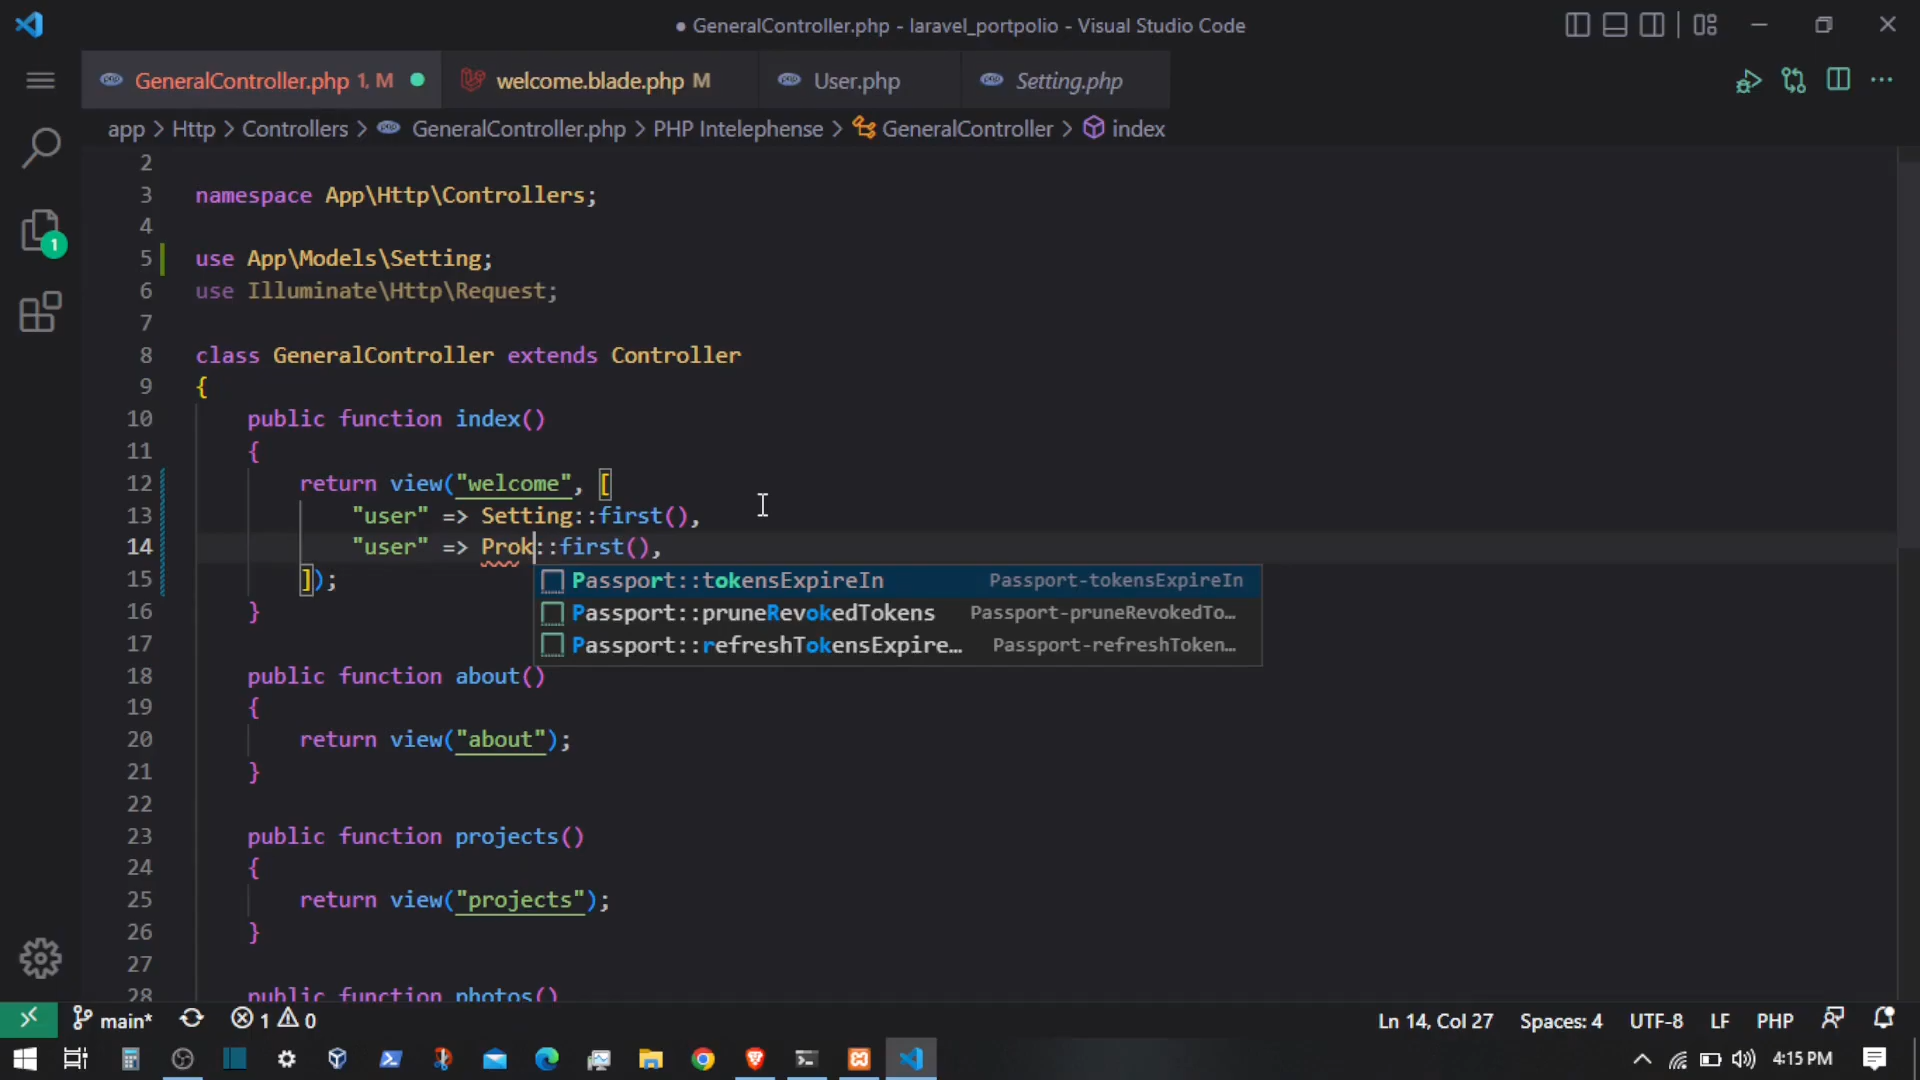 ● GeneralController.php - laravel_portpolio - Visual Studio Code
GeneralController.php 1, M
welcome.blade.php M
User.php
Setting.php
app > Http > Controllers > GeneralController.php > PHP Intelephense > GeneralController > index
2
3 namespace App\Http\Controllers;
4
5 use App\Models\Setting;
6 use Illuminate\Http\Request;
7
8 class GeneralController extends Controller
9 {
10 public function index()
11 {
12 return view("welcome", [
13 "user" => Setting::first(),
14 "user" => Prok::first(),
15 ]);
Passport::tokensExpireIn Passport-tokensExpireIn
16 }
Passport::pruneRevokedTokens Passport-pruneRevokedTo…
17
Passport::refreshTokensExpire… Passport-refreshToken…
18 public function about()
19 {
20 return view("about");
21 }
22
23 public function projects()
24 {
25 return view("projects");
26 }
27
28 public function photos()
1
main* 1 0
Ln 14, Col 27 Spaces: 4 UTF-8 LF PHP
4:15 PM